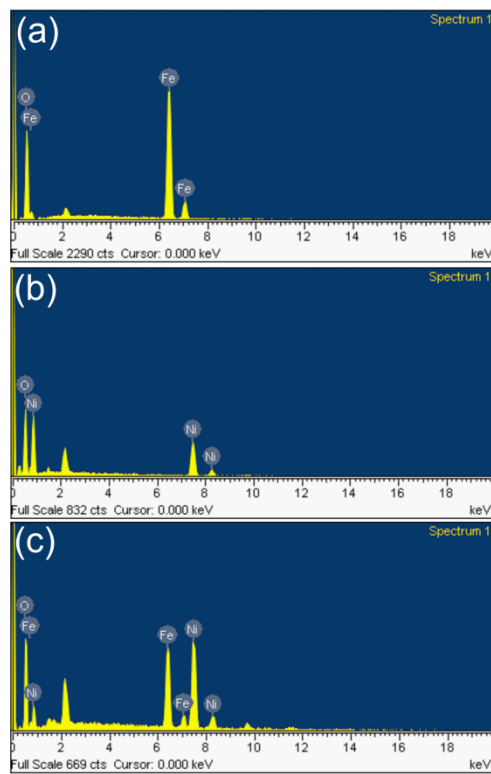 (a)
Spectrum 1
Fe
O
Fe
Fe
0 2 4 6 8 10 12 14 16 18
Full Scale 2290 cts Cursor: 0.000 keV keV
(b)
Spectrum 1
O
Ni
Ni
Ni
0 2 4 6 8 10 12 14 16 18
Full Scale 832 cts Cursor: 0.000 keV keV
(c)
Spectrum 1
O
Fe
Fe
Ni
Ni
Fe
Ni
0 2 4 6 8 10 12 14 16 18
Full Scale 669 cts Cursor: 0.000 keV keV